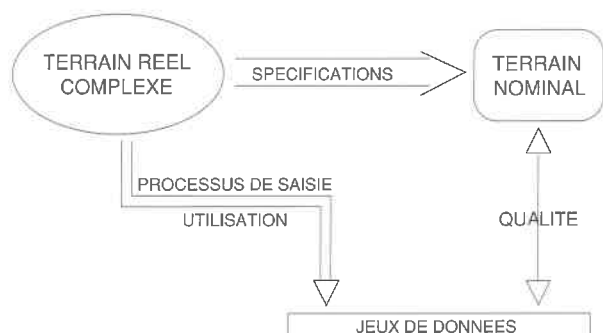 TERRAIN REEL
COMPLEXE
SPECIFICATIONS
TERRAIN
NOMINAL
PROCESSUS DE SAISIE
UTILISATION
QUALITE
JEUX DE DONNEES